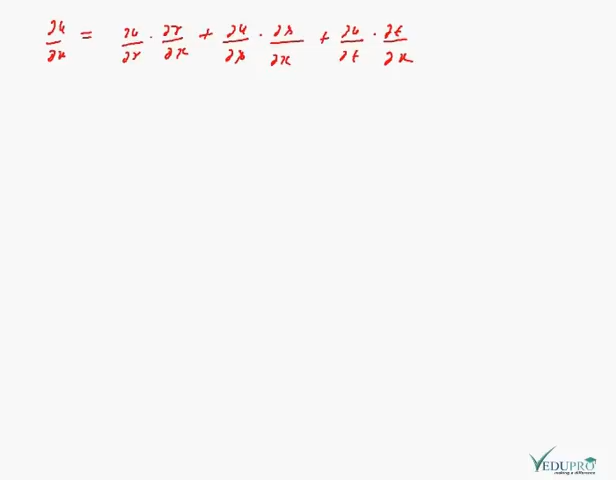 ∂u/∂x = ∂u/∂r · ∂r/∂x + ∂u/∂s · ∂s/∂x + ∂u/∂t · ∂t/∂x
VEDUPRO
making a difference